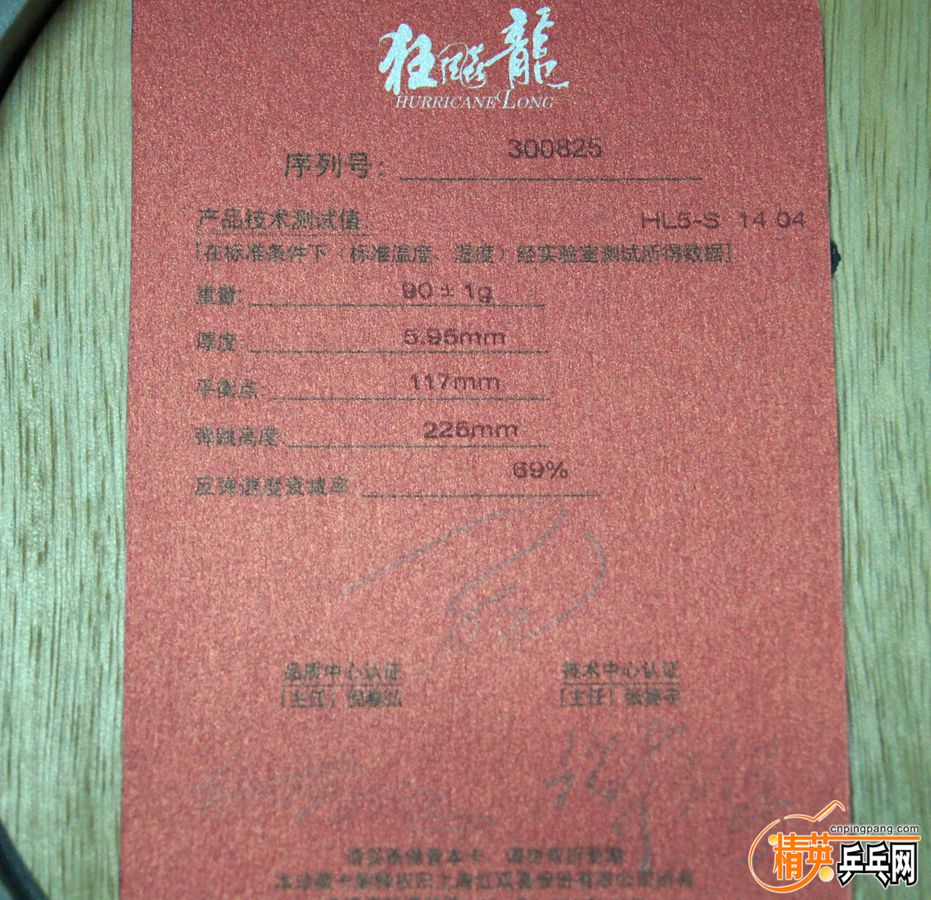 狂飚龍
HURRICANE LONG
序列号： 300825
产品技术测试值： HL5-S 14 04
[在标准条件下（标准温度、湿度）经实验室测试所得数据]
重量： 90 ± 1g
厚度： 5.95mm
平衡点： 117mm
弹跳高度： 225mm
反弹速度衰减率： 69%
品质中心认证 技术中心认证
[主任] [主任]
cnpingpang.com
精英乒乓网